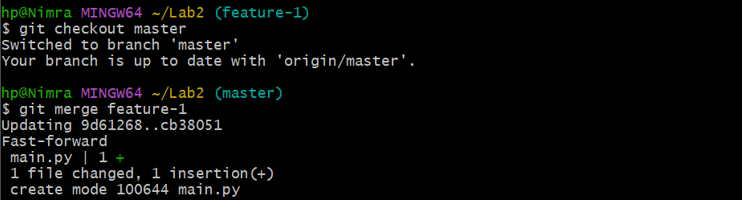 hp@Nimra MINGW64 ~/Lab2 (feature-1)
$ git checkout master
Switched to branch 'master'
Your branch is up to date with 'origin/master'.
hp@Nimra MINGW64 ~/Lab2 (master)
$ git merge feature-1
Updating 9d61268..cb38051
Fast-forward
 main.py | 1 +
 1 file changed, 1 insertion(+)
 create mode 100644 main.py